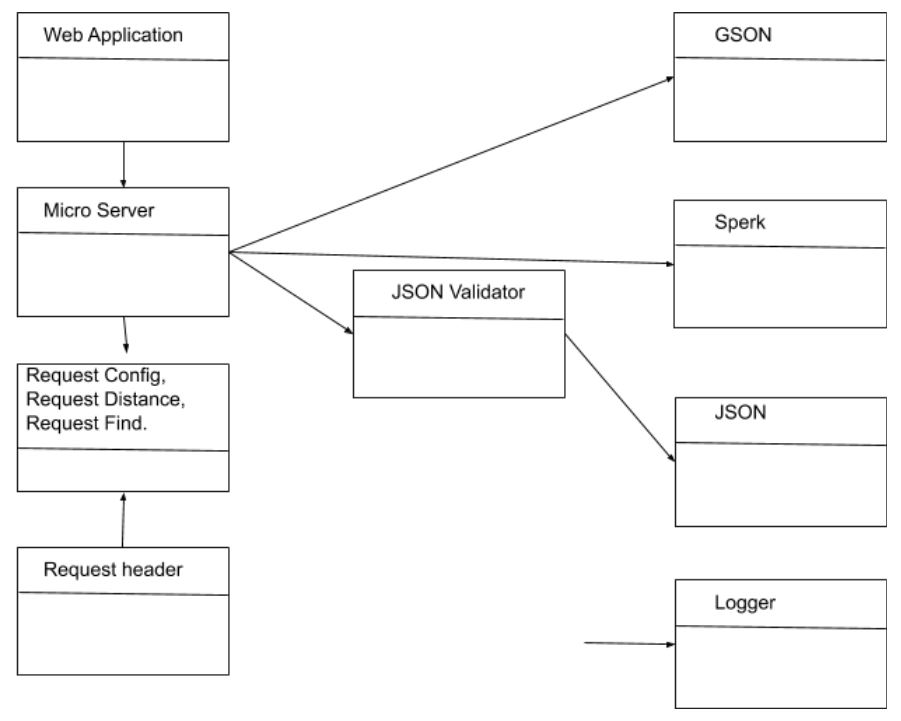 Web Application
GSON
Micro Server
Sperk
JSON Validator
Request Config,
Request Distance,
Request Find.
JSON
Request header
Logger